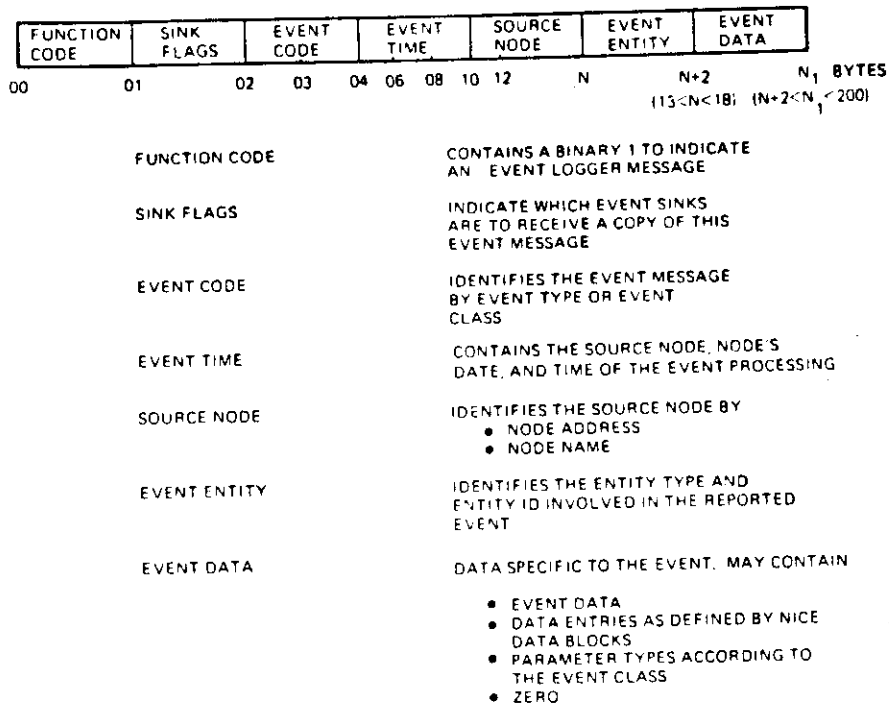 FUNCTION CODE SINK FLAGS EVENT CODE EVENT TIME SOURCE NODE EVENT ENTITY EVENT DATA
00 01 02 03 04 06 08 10 12 N N+2 N₁ BYTES
(13<N<18) (N+2<N₁<200)
FUNCTION CODE CONTAINS A BINARY 1 TO INDICATE
AN EVENT LOGGER MESSAGE
SINK FLAGS INDICATE WHICH EVENT SINKS
ARE TO RECEIVE A COPY OF THIS
EVENT MESSAGE
EVENT CODE IDENTIFIES THE EVENT MESSAGE
BY EVENT TYPE OR EVENT
CLASS
EVENT TIME CONTAINS THE SOURCE NODE, NODE'S
DATE, AND TIME OF THE EVENT PROCESSING
SOURCE NODE IDENTIFIES THE SOURCE NODE BY
● NODE ADDRESS
● NODE NAME
EVENT ENTITY IDENTIFIES THE ENTITY TYPE AND
ENTITY ID INVOLVED IN THE REPORTED
EVENT
EVENT DATA DATA SPECIFIC TO THE EVENT. MAY CONTAIN
● EVENT DATA
● DATA ENTRIES AS DEFINED BY NICE
DATA BLOCKS
● PARAMETER TYPES ACCORDING TO
THE EVENT CLASS
● ZERO